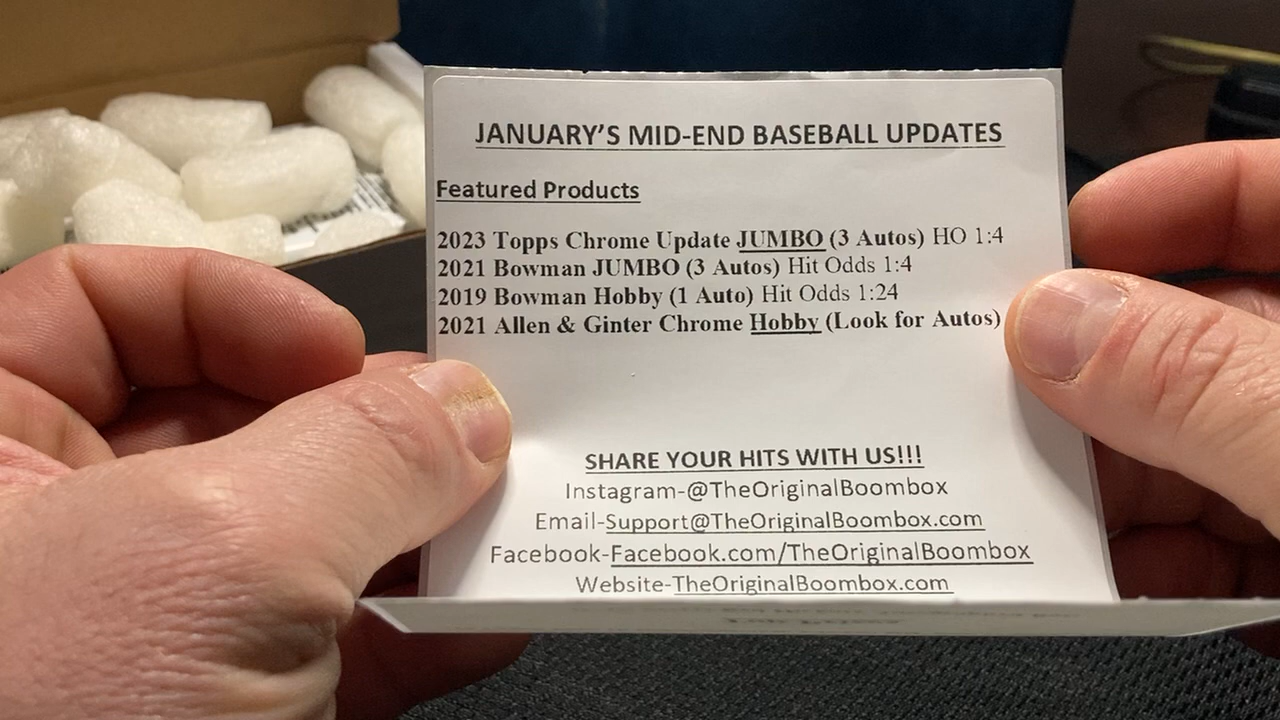 JANUARY'S MID-END BASEBALL UPDATES
Featured Products
2023 Topps Chrome Update JUMBO (3 Autos) HO 1:4
2021 Bowman JUMBO (3 Autos) Hit Odds 1:4
2019 Bowman Hobby (1 Auto) Hit Odds 1:24
2021 Allen & Ginter Chrome Hobby (Look for Autos)
SHARE YOUR HITS WITH US!!!
Instagram-@TheOriginalBoombox
Email-Support@TheOriginalBoombox.com
Facebook-Facebook.com/TheOriginalBoombox
Website-TheOriginalBoombox.com